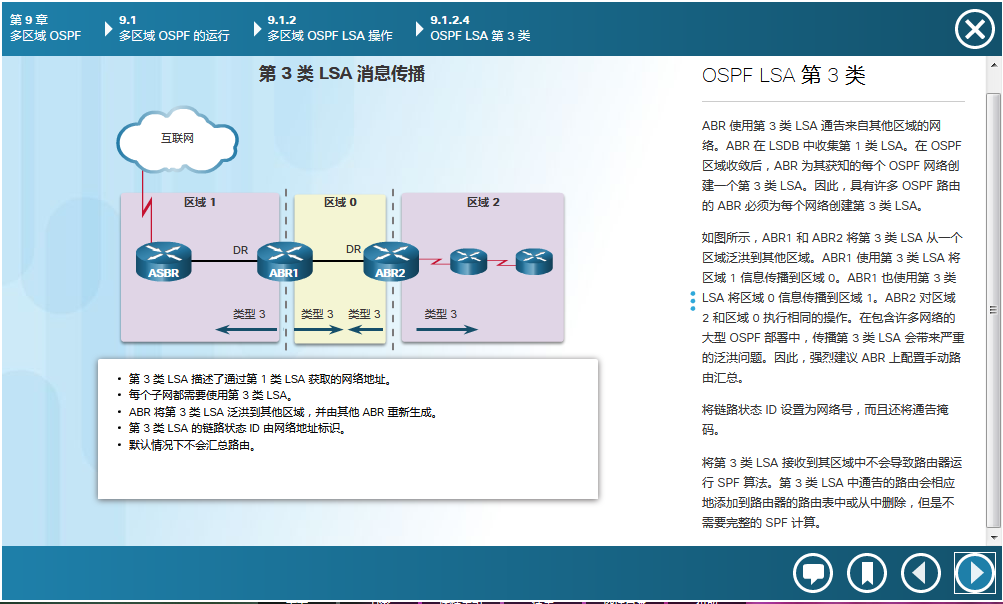 第 9 章
多区域 OSPF
9.1
多区域 OSPF 的运行
9.1.2
多区域 OSPF LSA 操作
9.1.2.4
OSPF LSA 第 3 类
第 3 类 LSA 消息传播
互联网
区域 1
区域 0
区域 2
DR
DR
ASBR
ABR1
ABR2
类型 3
类型 3
类型 3
类型 3
• 第 3 类 LSA 描述了通过第 1 类 LSA 获取的网络地址。
• 每个子网都需要使用第 3 类 LSA。
• ABR 将第 3 类 LSA 泛洪到其他区域，并由其他 ABR 重新生成。
• 第 3 类 LSA 的链路状态 ID 由网络地址标识。
• 默认情况下不会汇总路由。
OSPF LSA 第 3 类
ABR 使用第 3 类 LSA 通告来自其他区域的网
络。ABR 在 LSDB 中收集第 1 类 LSA。在 OSPF
区域收敛后，ABR 为其获知的每个 OSPF 网络创
建一个第 3 类 LSA。因此，具有许多 OSPF 路由
的 ABR 必须为每个网络创建第 3 类 LSA。
如图所示，ABR1 和 ABR2 将第 3 类 LSA 从一个
区域泛洪到其他区域。ABR1 使用第 3 类 LSA 将
区域 1 信息传播到区域 0。ABR1 也使用第 3 类
LSA 将区域 0 信息传播到区域 1。ABR2 对区域
2 和区域 0 执行相同的操作。在包含许多网络的
大型 OSPF 部署中，传播第 3 类 LSA 会带来严重
的泛洪问题。因此，强烈建议 ABR 上配置手动路
由汇总。
将链路状态 ID 设置为网络号，而且还将通告掩
码。
将第 3 类 LSA 接收到其区域中不会导致路由器运
行 SPF 算法。第 3 类 LSA 中通告的路由会相应
地添加到路由器的路由表中或从中删除，但是不
需要完整的 SPF 计算。